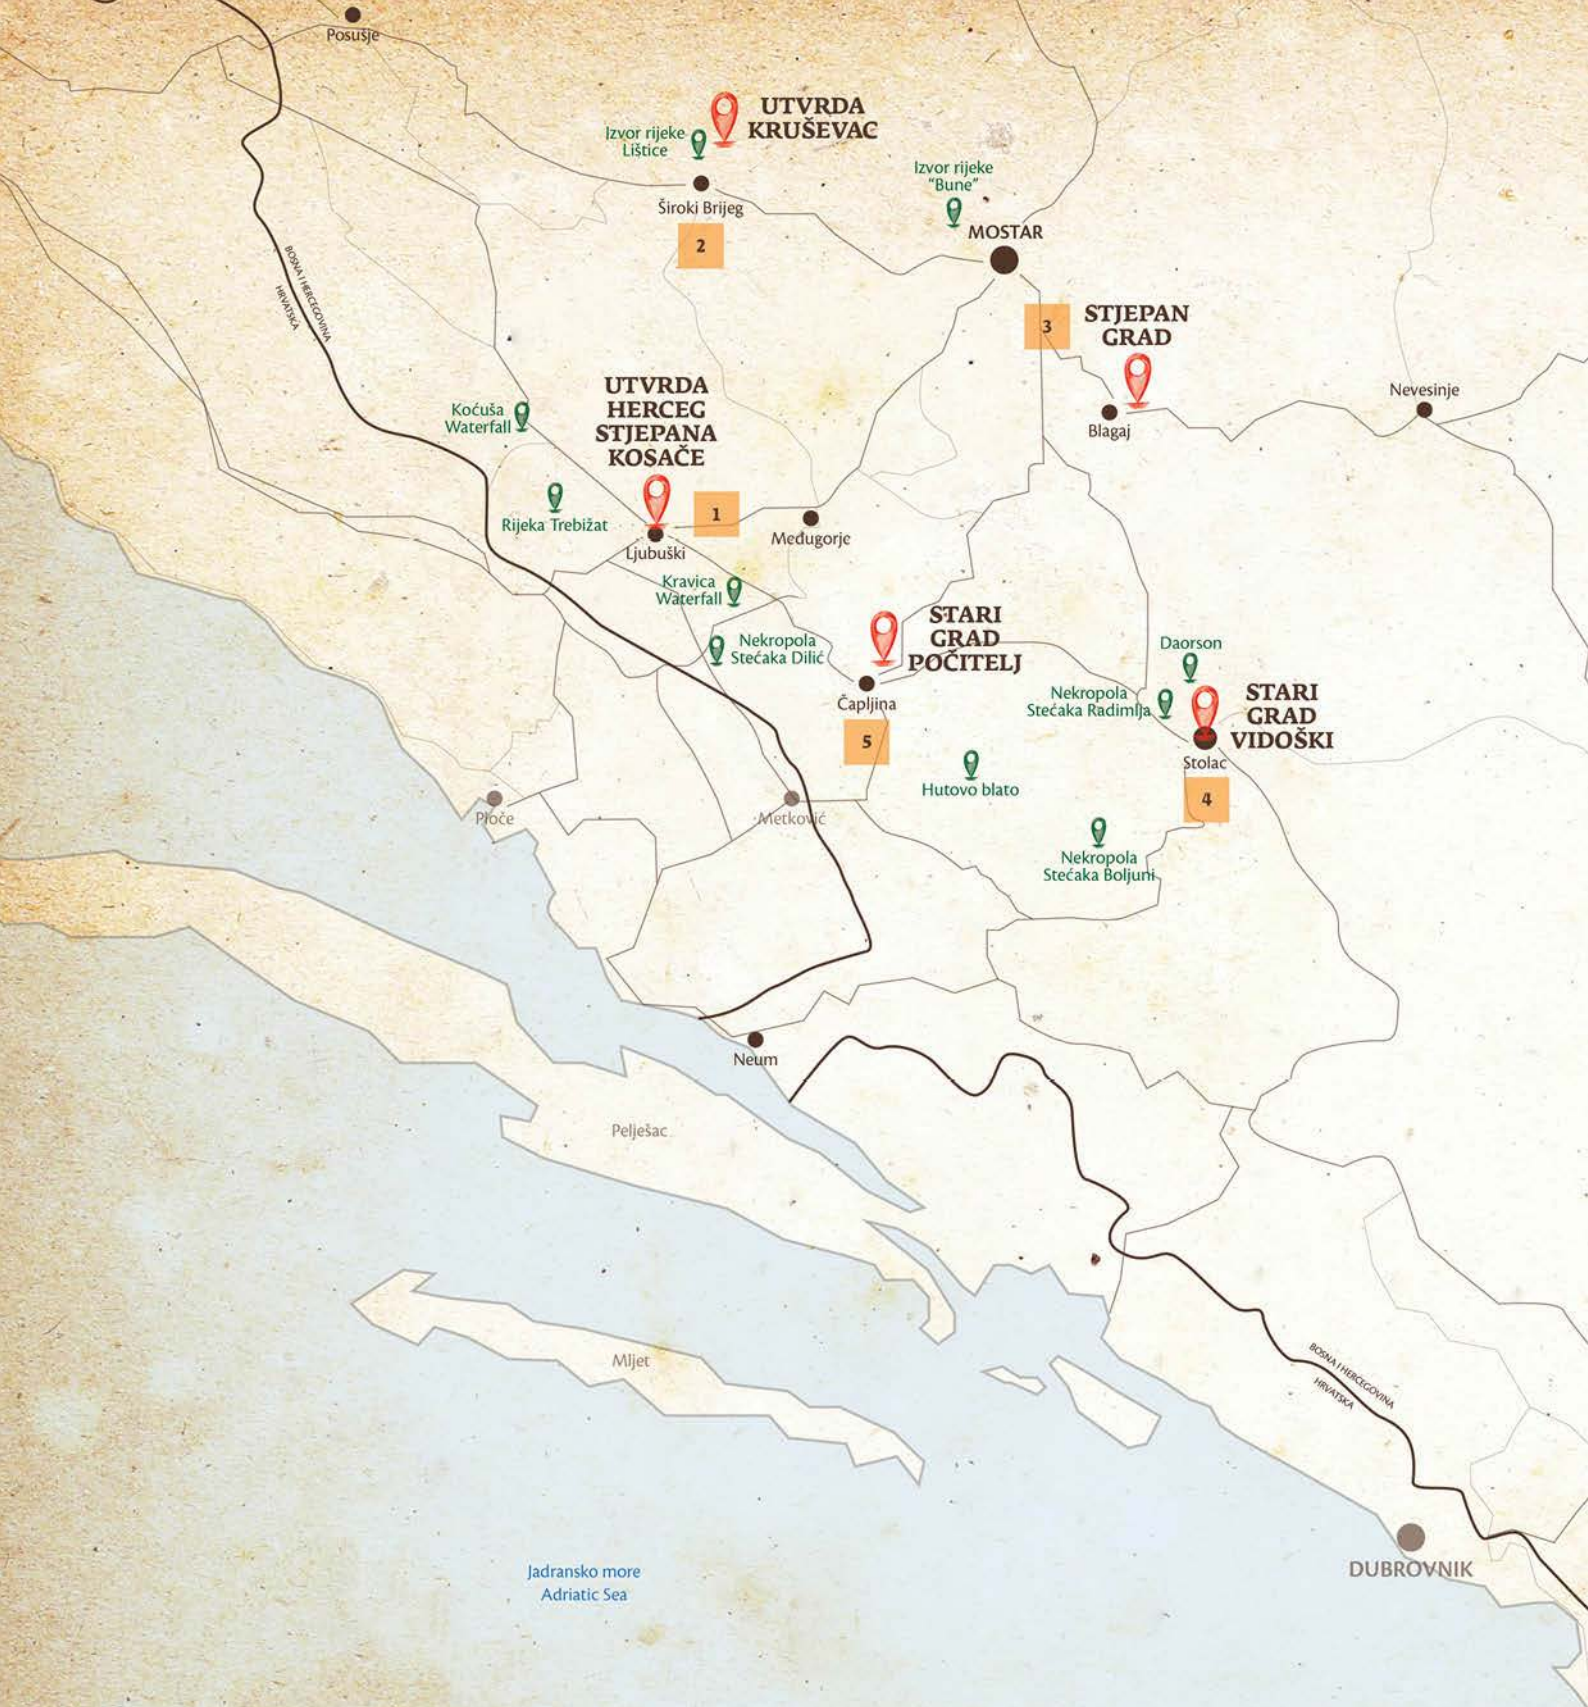 Posušje
UTVRDA
KRUŠEVAC
Izvor rijeke
Lištice
Izvor rijeke
"Bune"
Široki Brijeg
2
MOSTAR
BOSNA I HERCEGOVINA
HRVATSKA
3
STJEPAN
GRAD
UTVRDA
HERCEG
STJEPANA
KOSAČE
Nevesinje
Koćuša
Waterfall
Blagaj
Rijeka Trebižat
1
Ljubuški
Međugorje
Kravica
Waterfall
STARI
GRAD
POČITELJ
Nekropola
Stećaka Dilić
Daorson
Čapljina
5
Nekropola
Stećaka Radimlja
STARI
GRAD
VIDOŠKI
Stolac
4
Hutovo blato
Ploče
Metković
Nekropola
Stećaka Boljuni
Neum
Pelješac
Mljet
BOSNA I HERCEGOVINA
HRVATSKA
DUBROVNIK
Jadransko more
Adriatic Sea